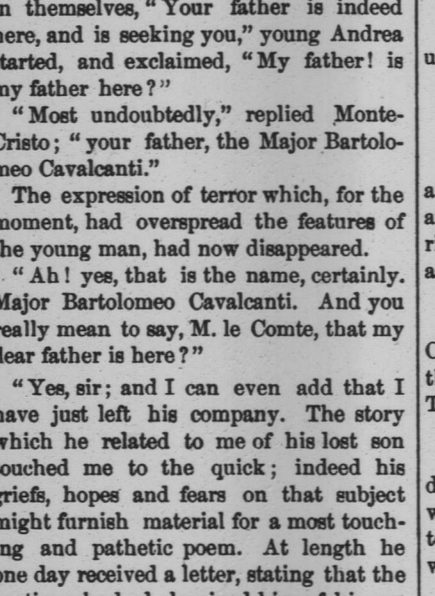 n themselves, “ Your father is indeed
here, and is seeking you,” young Andrea
tarted, and exclaimed, “ My father! is
my father here ? ”
“ Most undoubtedly,” replied Monte-
Cristo ; “ your father, the Major Bartolo-
meo Cavalcanti.”
The expression of terror which, for the
moment, had overspread the features of
the young man, had now disappeared.
“ Ah ! yes, that is the name, certainly.
Major Bartolomeo Cavalcanti. And you
really mean to say, M. le Comte, that my
dear father is here ? ”
“ Yes, sir ; and I can even add that I
have just left his company. The story
which he related to me of his lost son
touched me to the quick ; indeed his
griefs, hopes and fears on that subject
might furnish material for a most touch-
ing and pathetic poem. At length he
one day received a letter, stating that the